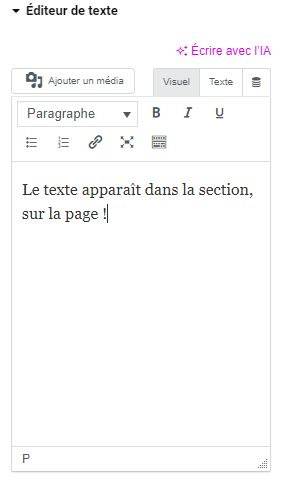 Éditeur de texte
Écrire avec l'IA
Ajouter un média
Visuel
Texte
Paragraphe
B
I
U
Le texte apparaît dans la section,
sur la page !
P